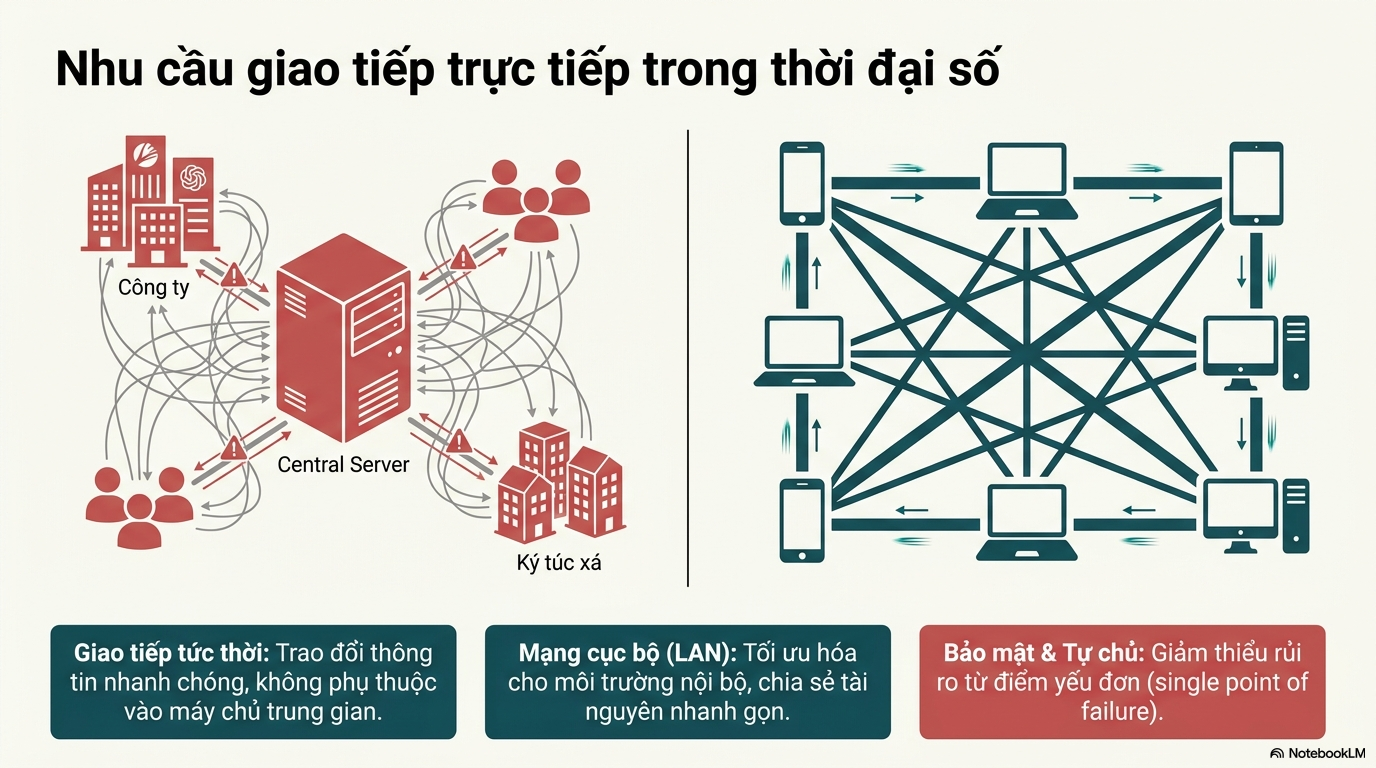 Nhu cầu giao tiếp trực tiếp trong thời đại số
Công ty
Central Server
Ký túc xá
Giao tiếp tức thời: Trao đổi thông
tin nhanh chóng, không phụ thuộc
vào máy chủ trung gian.
Mạng cục bộ (LAN): Tối ưu hóa
cho môi trường nội bộ, chia sẻ tài
nguyên nhanh gọn.
Bảo mật & Tự chủ: Giảm thiểu rủi
ro từ điểm yếu đơn (single point of
failure).
NotebookLM